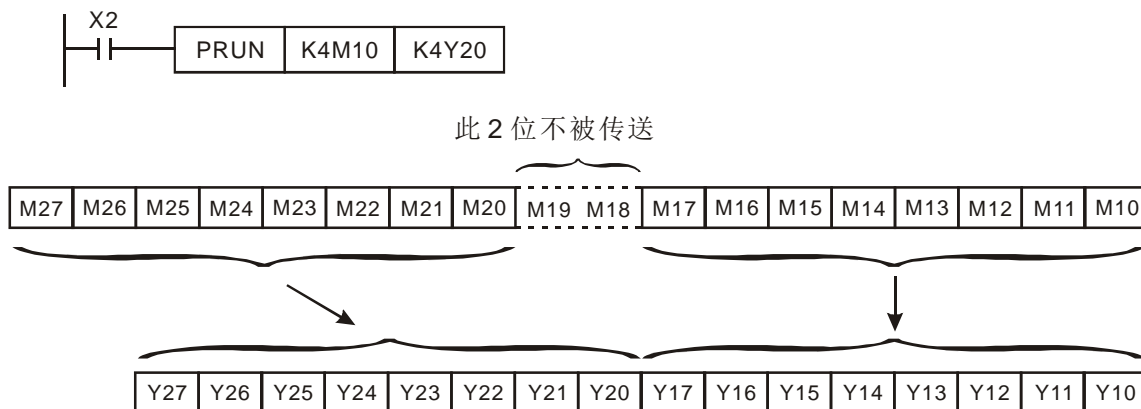 X2
PRUN K4M10 K4Y20
此 2 位不被传送
M27 M26 M25 M24 M23 M22 M21 M20 M19 M18 M17 M16 M15 M14 M13 M12 M11 M10
Y27 Y26 Y25 Y24 Y23 Y22 Y21 Y20 Y17 Y16 Y15 Y14 Y13 Y12 Y11 Y10